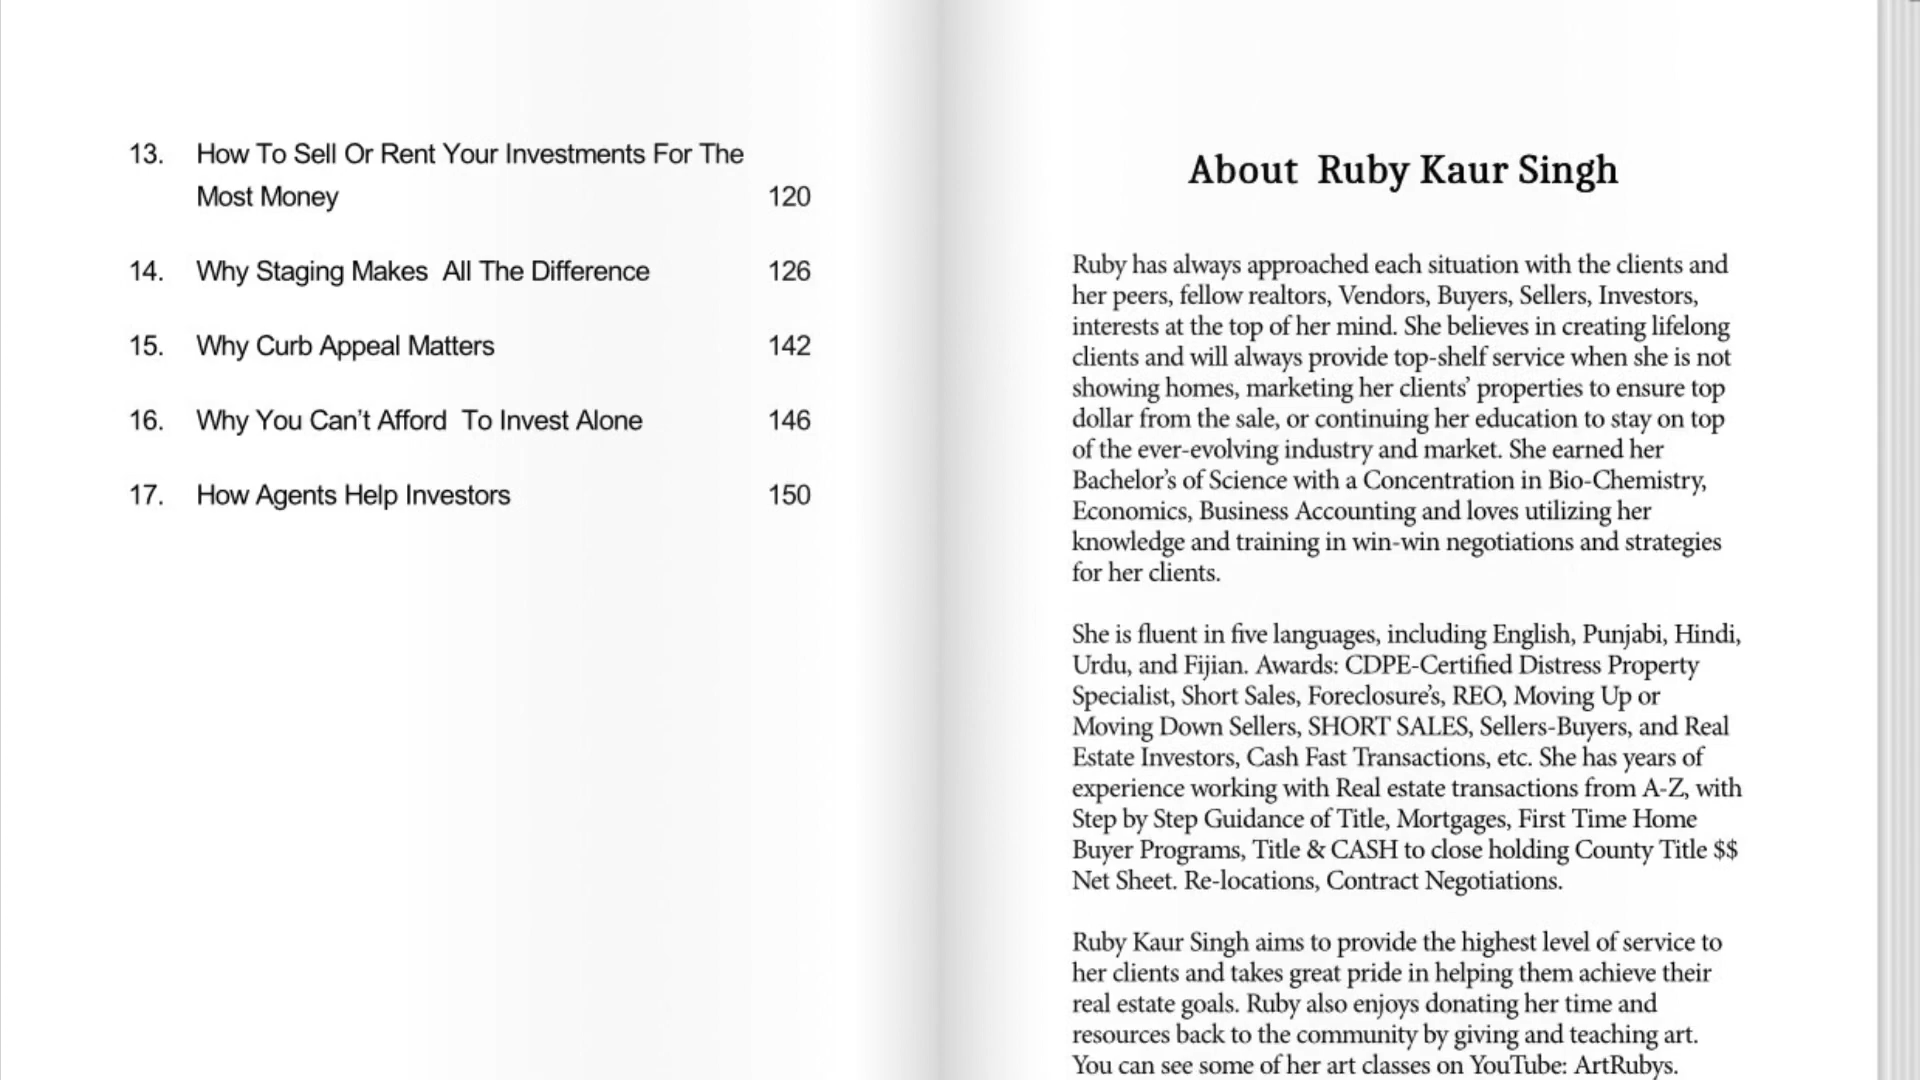 13. How To Sell Or Rent Your Investments For The
Most Money 120
14. Why Staging Makes All The Difference 126
15. Why Curb Appeal Matters 142
16. Why You Can't Afford To Invest Alone 146
17. How Agents Help Investors 150
About Ruby Kaur Singh
Ruby has always approached each situation with the clients and
her peers, fellow realtors, Vendors, Buyers, Sellers, Investors,
interests at the top of her mind. She believes in creating lifelong
clients and will always provide top-shelf service when she is not
showing homes, marketing her clients' properties to ensure top
dollar from the sale, or continuing her education to stay on top
of the ever-evolving industry and market. She earned her
Bachelor's of Science with a Concentration in Bio-Chemistry,
Economics, Business Accounting and loves utilizing her
knowledge and training in win-win negotiations and strategies
for her clients.
She is fluent in five languages, including English, Punjabi, Hindi,
Urdu, and Fijian. Awards: CDPE-Certified Distress Property
Specialist, Short Sales, Foreclosure's, REO, Moving Up or
Moving Down Sellers, SHORT SALES, Sellers-Buyers, and Real
Estate Investors, Cash Fast Transactions, etc. She has years of
experience working with Real estate transactions from A-Z, with
Step by Step Guidance of Title, Mortgages, First Time Home
Buyer Programs, Title & CASH to close holding County Title $$
Net Sheet. Re-locations, Contract Negotiations.
Ruby Kaur Singh aims to provide the highest level of service to
her clients and takes great pride in helping them achieve their
real estate goals. Ruby also enjoys donating her time and
resources back to the community by giving and teaching art.
You can see some of her art classes on YouTube: ArtRubys.